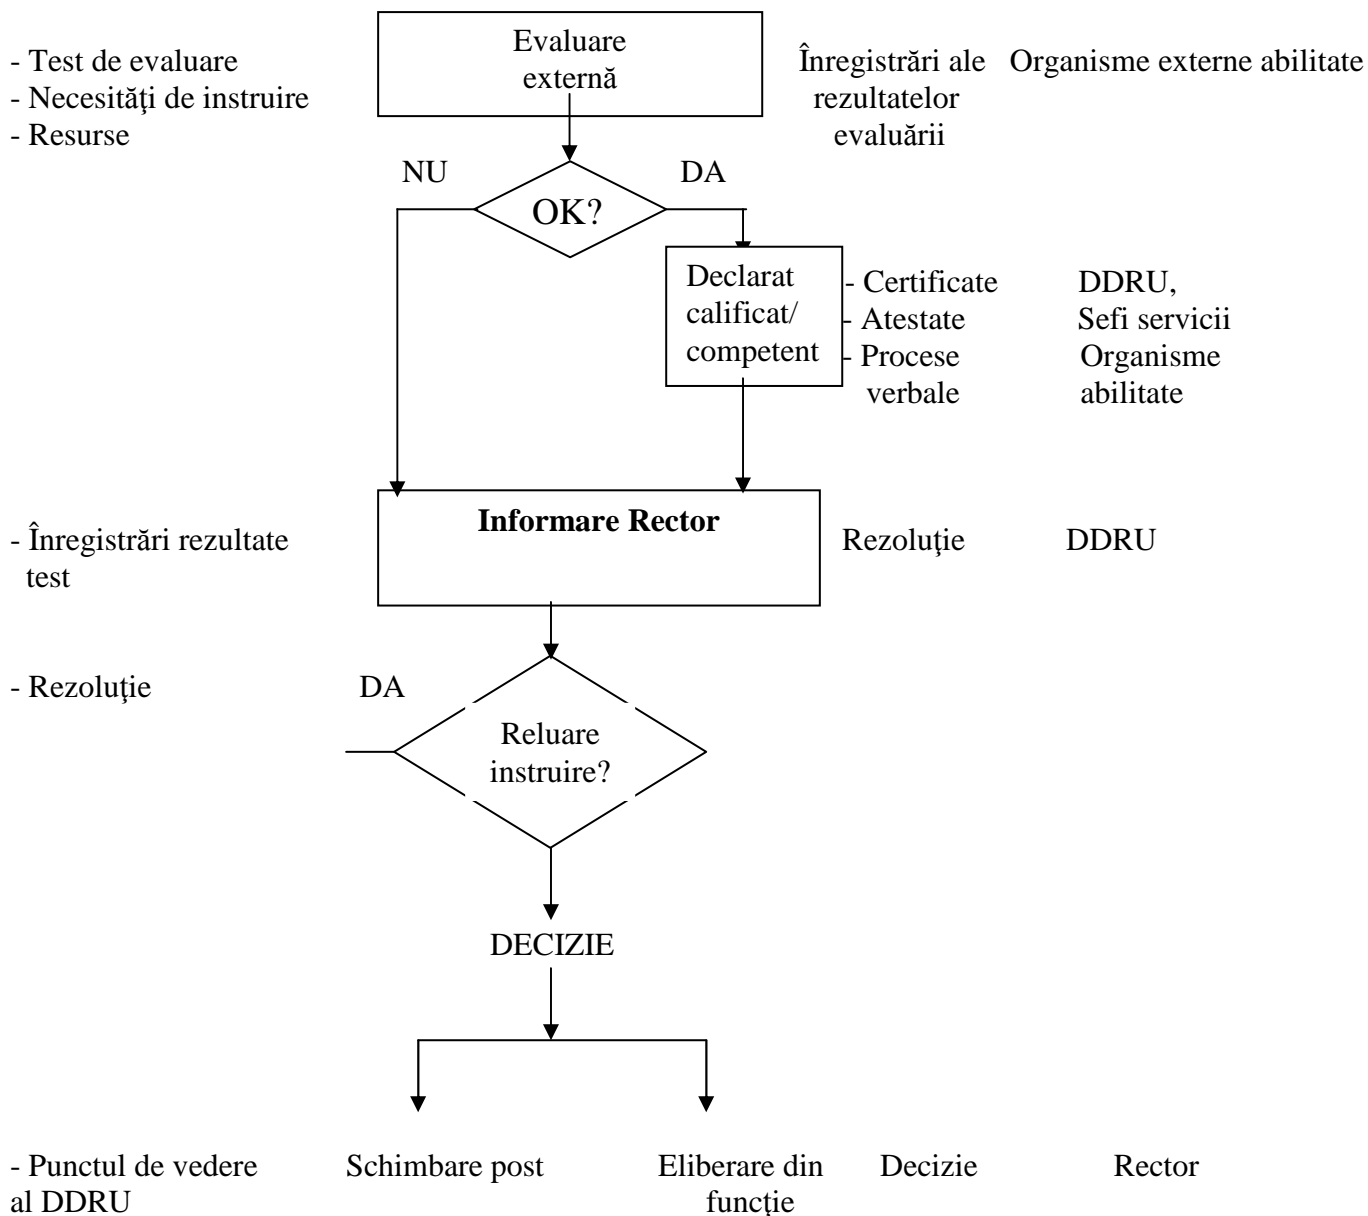 Evaluare
externă
- Test de evaluare
- Necesităţi de instruire
- Resurse
Înregistrări ale
rezultatelor
evaluării
Organisme externe abilitate
NU
DA
OK?
Declarat
calificat/
competent
- Certificate
- Atestate
- Procese
verbale
DDRU,
Sefi servicii
Organisme
abilitate
Informare Rector
- Înregistrări rezultate
test
Rezoluţie
DDRU
- Rezoluţie
DA
Reluare
instruire?
DECIZIE
- Punctul de vedere
al DDRU
Schimbare post
Eliberare din
funcţie
Decizie
Rector